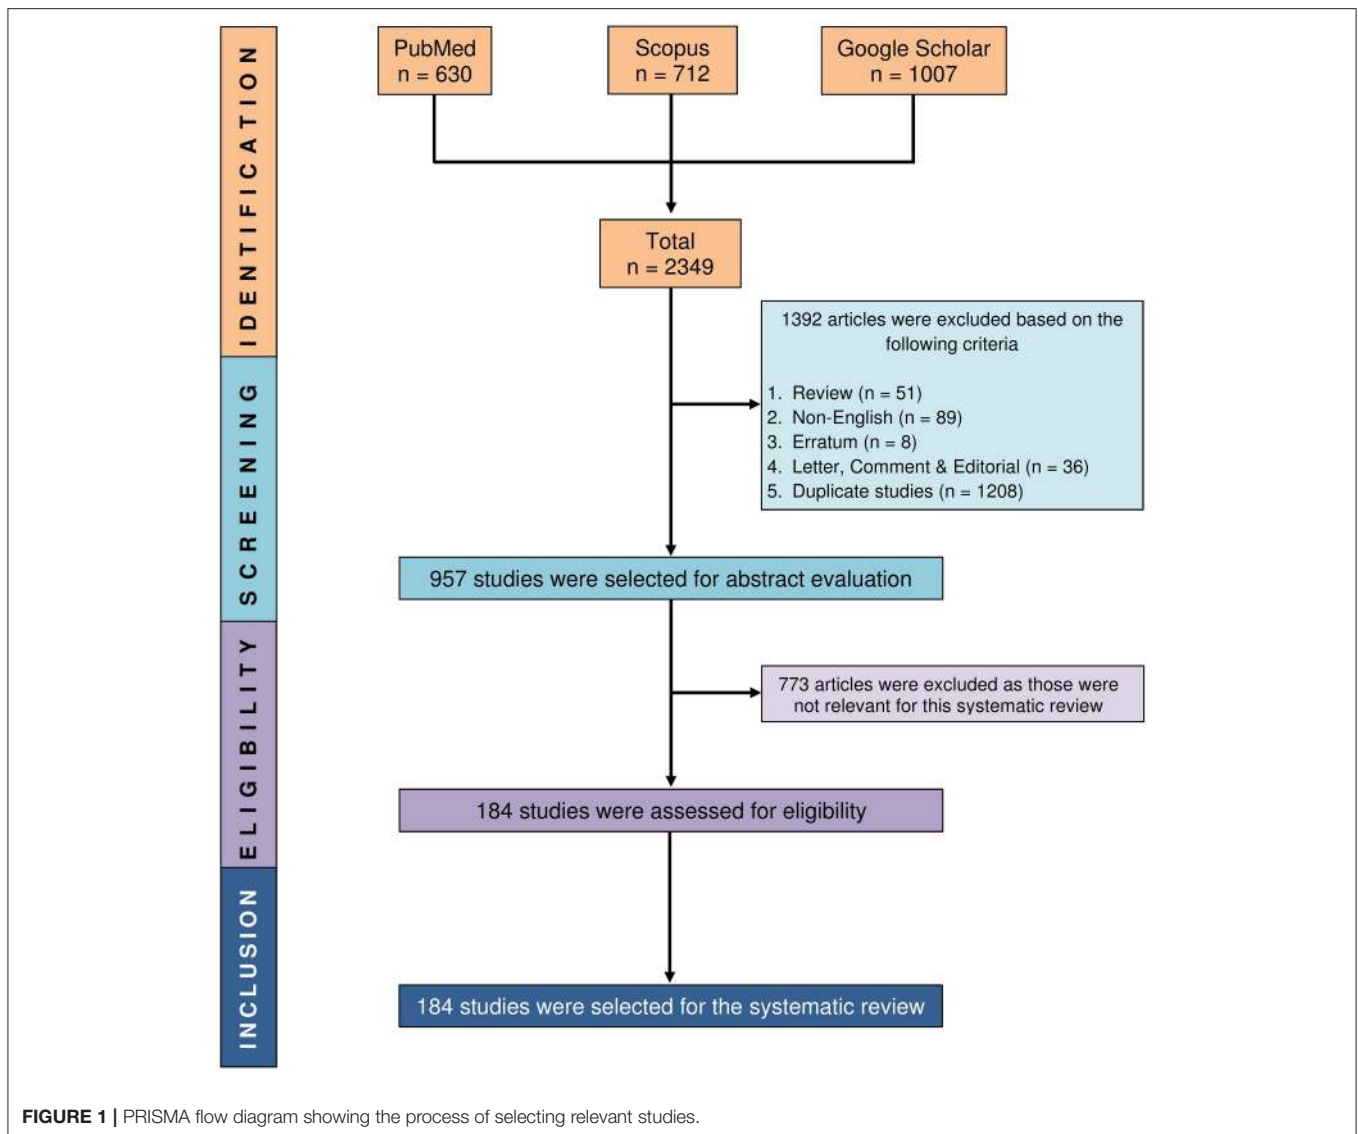 PubMed
n = 630
Scopus
n = 712
Google Scholar
n = 1007
IDENTIFICATION
Total
n = 2349
1392 articles were excluded based on the
following criteria
1. Review (n = 51)
2. Non-English (n = 89)
3. Erratum (n = 8)
4. Letter, Comment & Editorial (n = 36)
5. Duplicate studies (n = 1208)
SCREENING
957 studies were selected for abstract evaluation
ELIGIBILITY
773 articles were excluded as those were
not relevant for this systematic review
184 studies were assessed for eligibility
INCLUSION
184 studies were selected for the systematic review
FIGURE 1 | PRISMA flow diagram showing the process of selecting relevant studies.